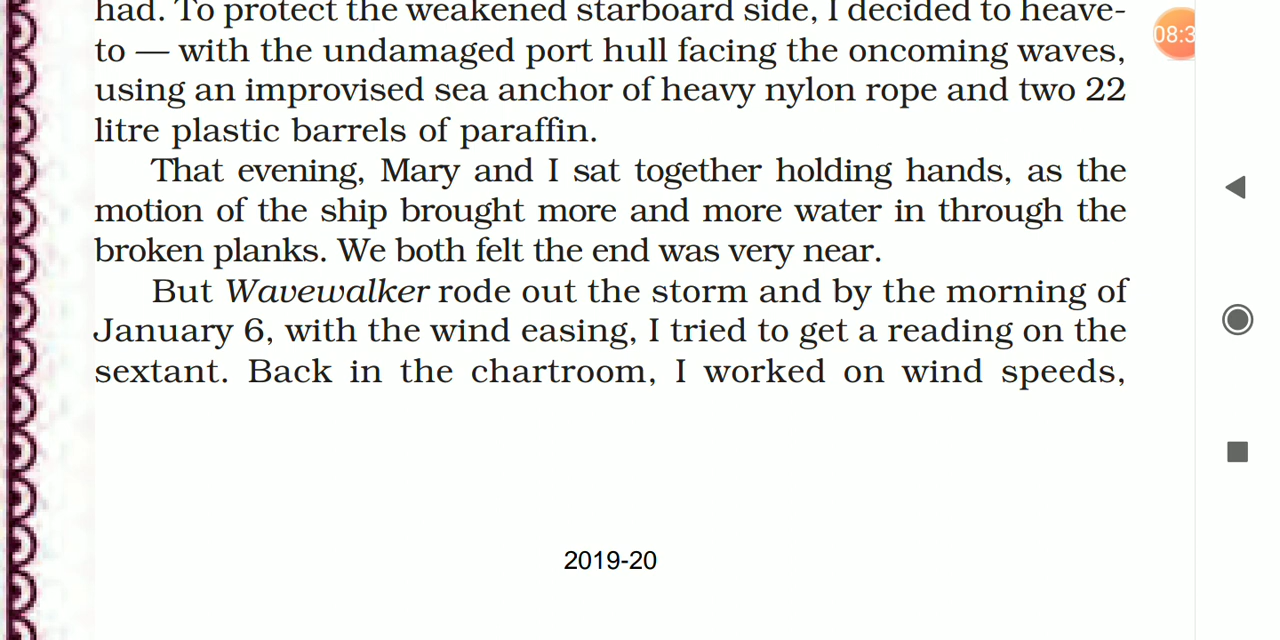 had. To protect the weakened starboard side, I decided to heave-
to — with the undamaged port hull facing the oncoming waves,
using an improvised sea anchor of heavy nylon rope and two 22
litre plastic barrels of paraffin.
That evening, Mary and I sat together holding hands, as the
motion of the ship brought more and more water in through the
broken planks. We both felt the end was very near.
But Wavewalker rode out the storm and by the morning of
January 6, with the wind easing, I tried to get a reading on the
sextant. Back in the chartroom, I worked on wind speeds,
2019-20